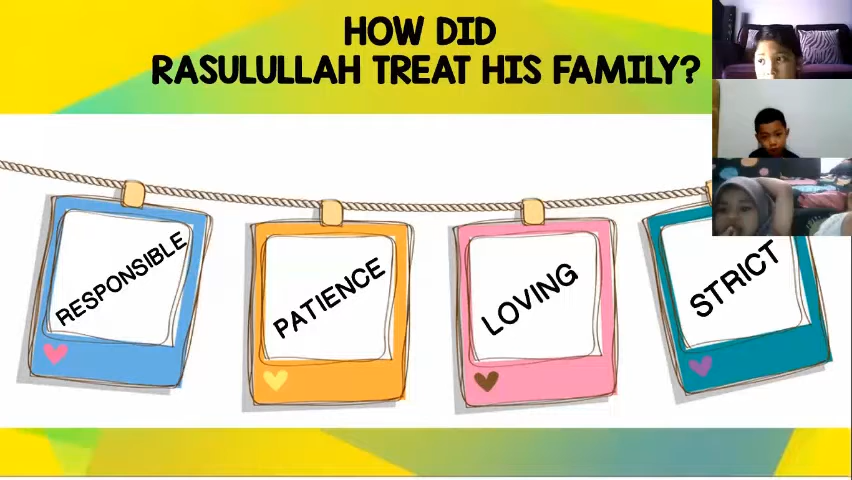 HOW DID
RASULULLAH TREAT HIS FAMILY?
RESPONSIBLE
PATIENCE
LOVING
STRICT